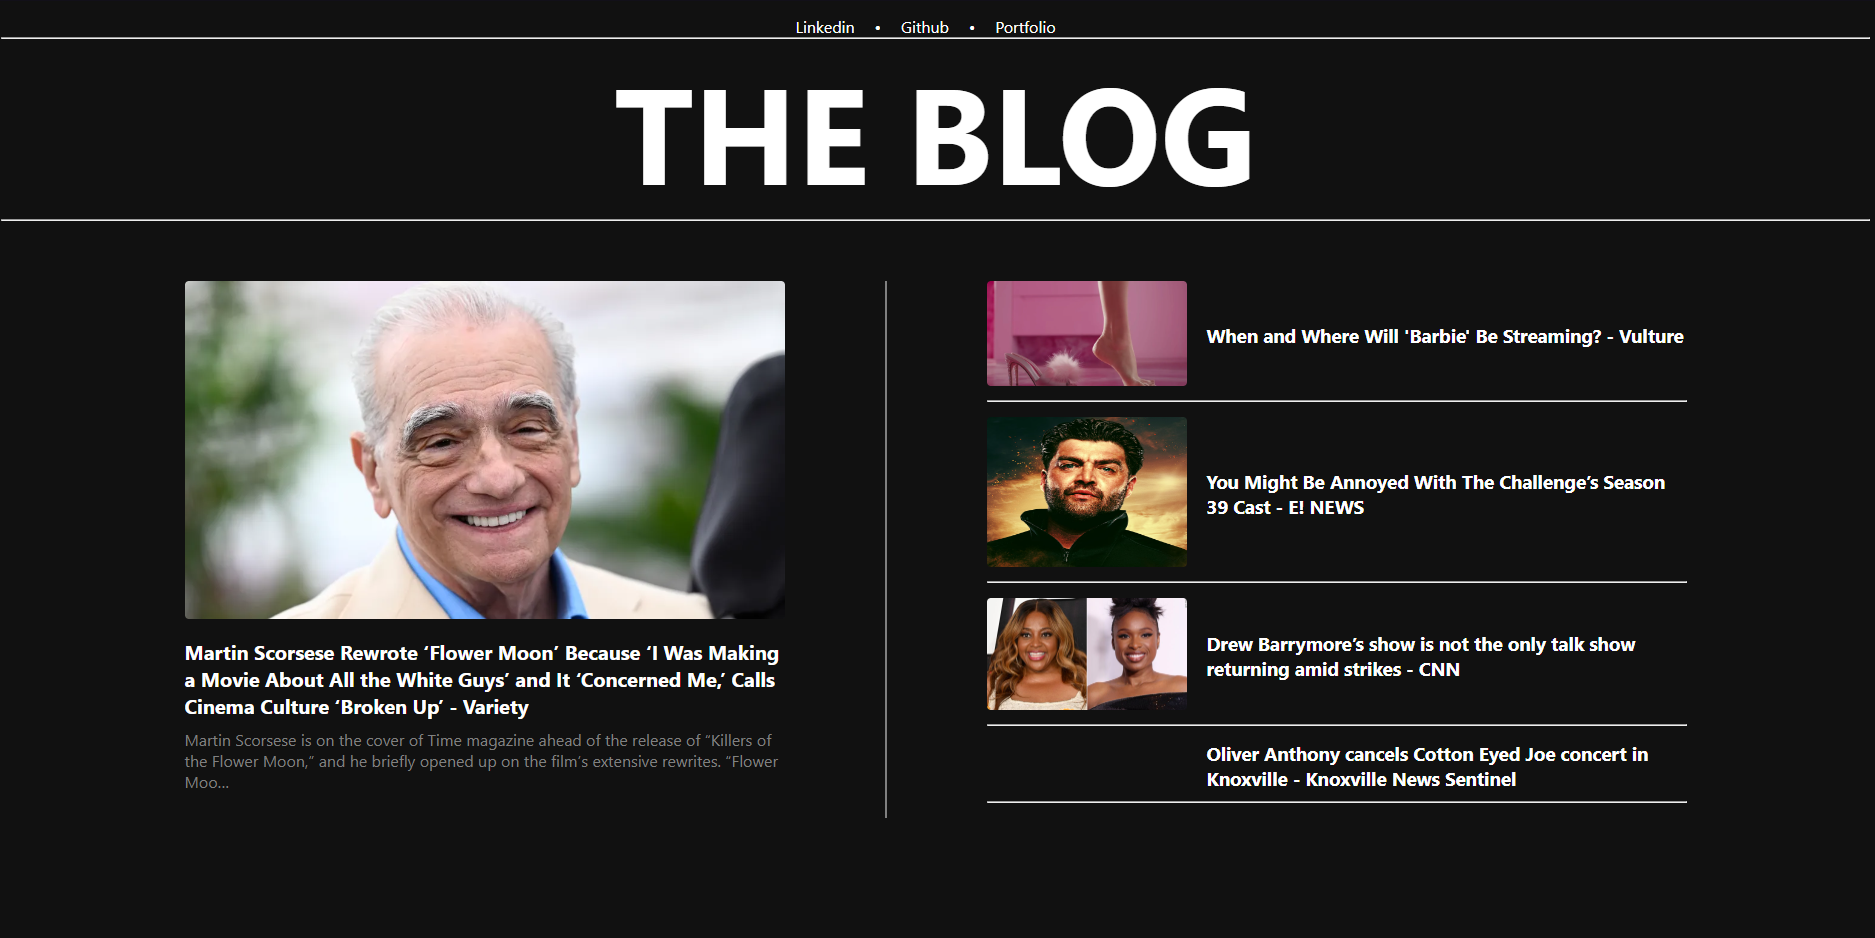 Linkedin • Github • Portfolio
THE BLOG
Martin Scorsese Rewrote ‘Flower Moon’ Because ‘I Was Making
a Movie About All the White Guys’ and It ‘Concerned Me,’ Calls
Cinema Culture ‘Broken Up’ - Variety
Martin Scorsese is on the cover of Time magazine ahead of the release of “Killers of
the Flower Moon,” and he briefly opened up on the film’s extensive rewrites. “Flower
Moo...
When and Where Will 'Barbie' Be Streaming? - Vulture
You Might Be Annoyed With The Challenge’s Season
39 Cast - E! NEWS
Drew Barrymore’s show is not the only talk show
returning amid strikes - CNN
Oliver Anthony cancels Cotton Eyed Joe concert in
Knoxville - Knoxville News Sentinel